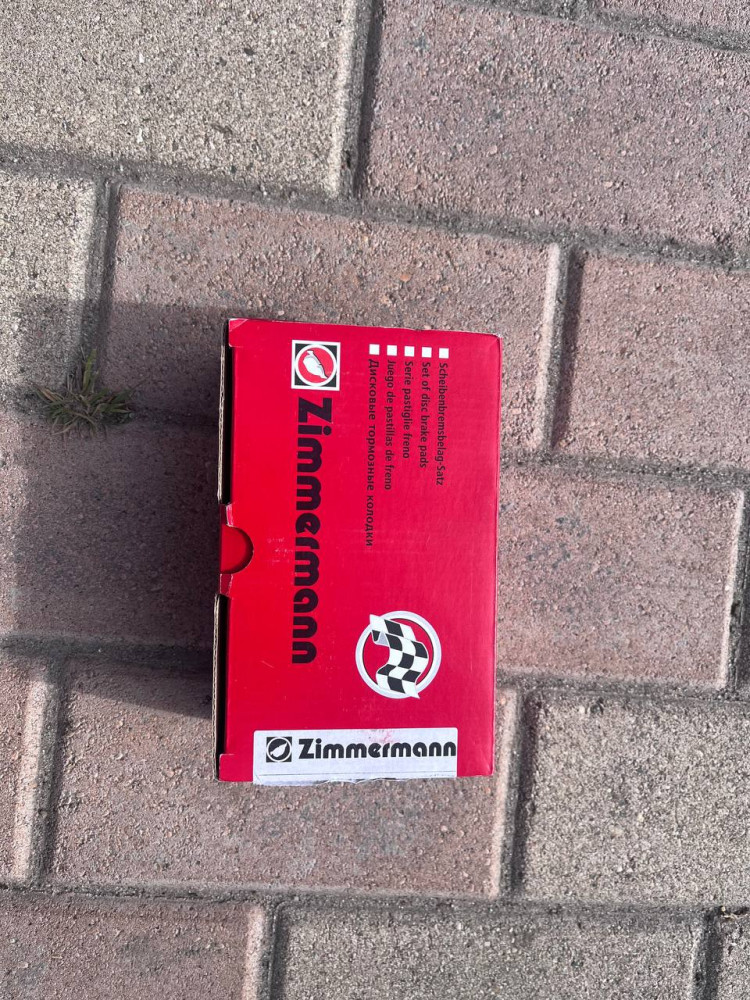 Scheibenbremsbelag-Satz
Set of disc brake pads
Serie pastiglie freno
Juego de pastillas de freno
Дисковые тормозные колодки
Zimmermann
Zimmermann